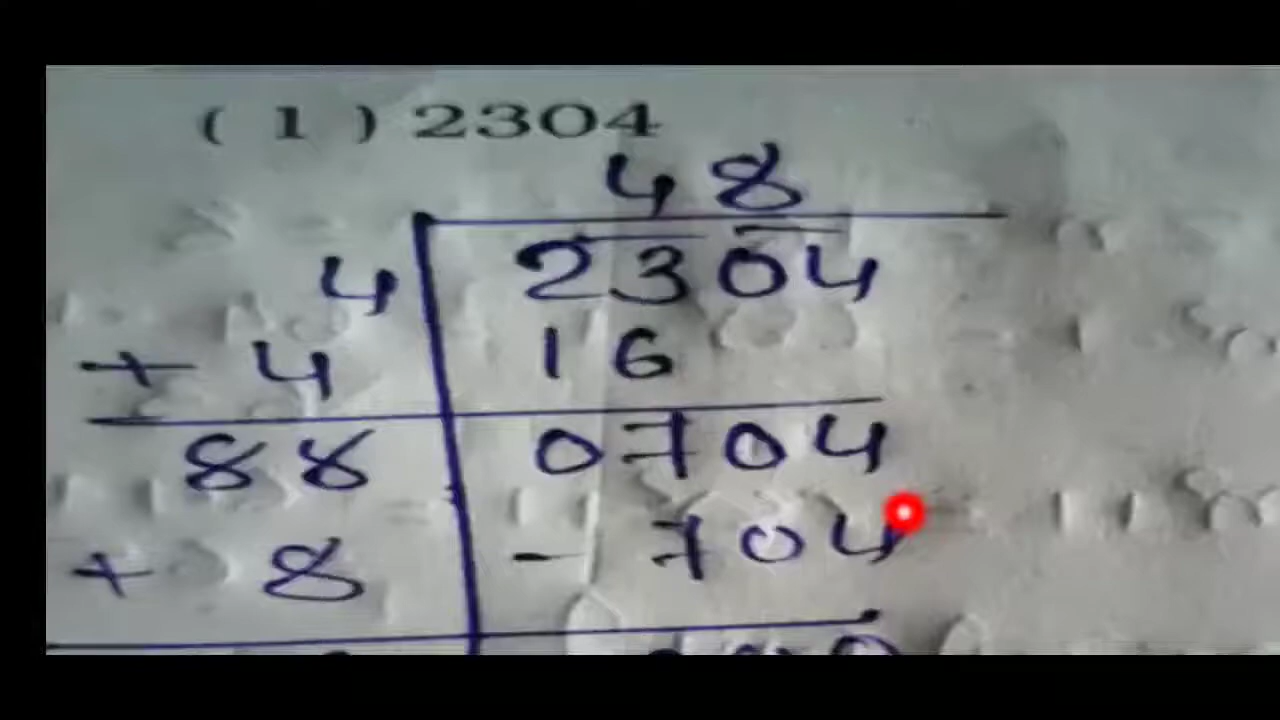 ( 1 ) 2304
48
4 2304
+ 4 16
88 0704
+ 8 - 704